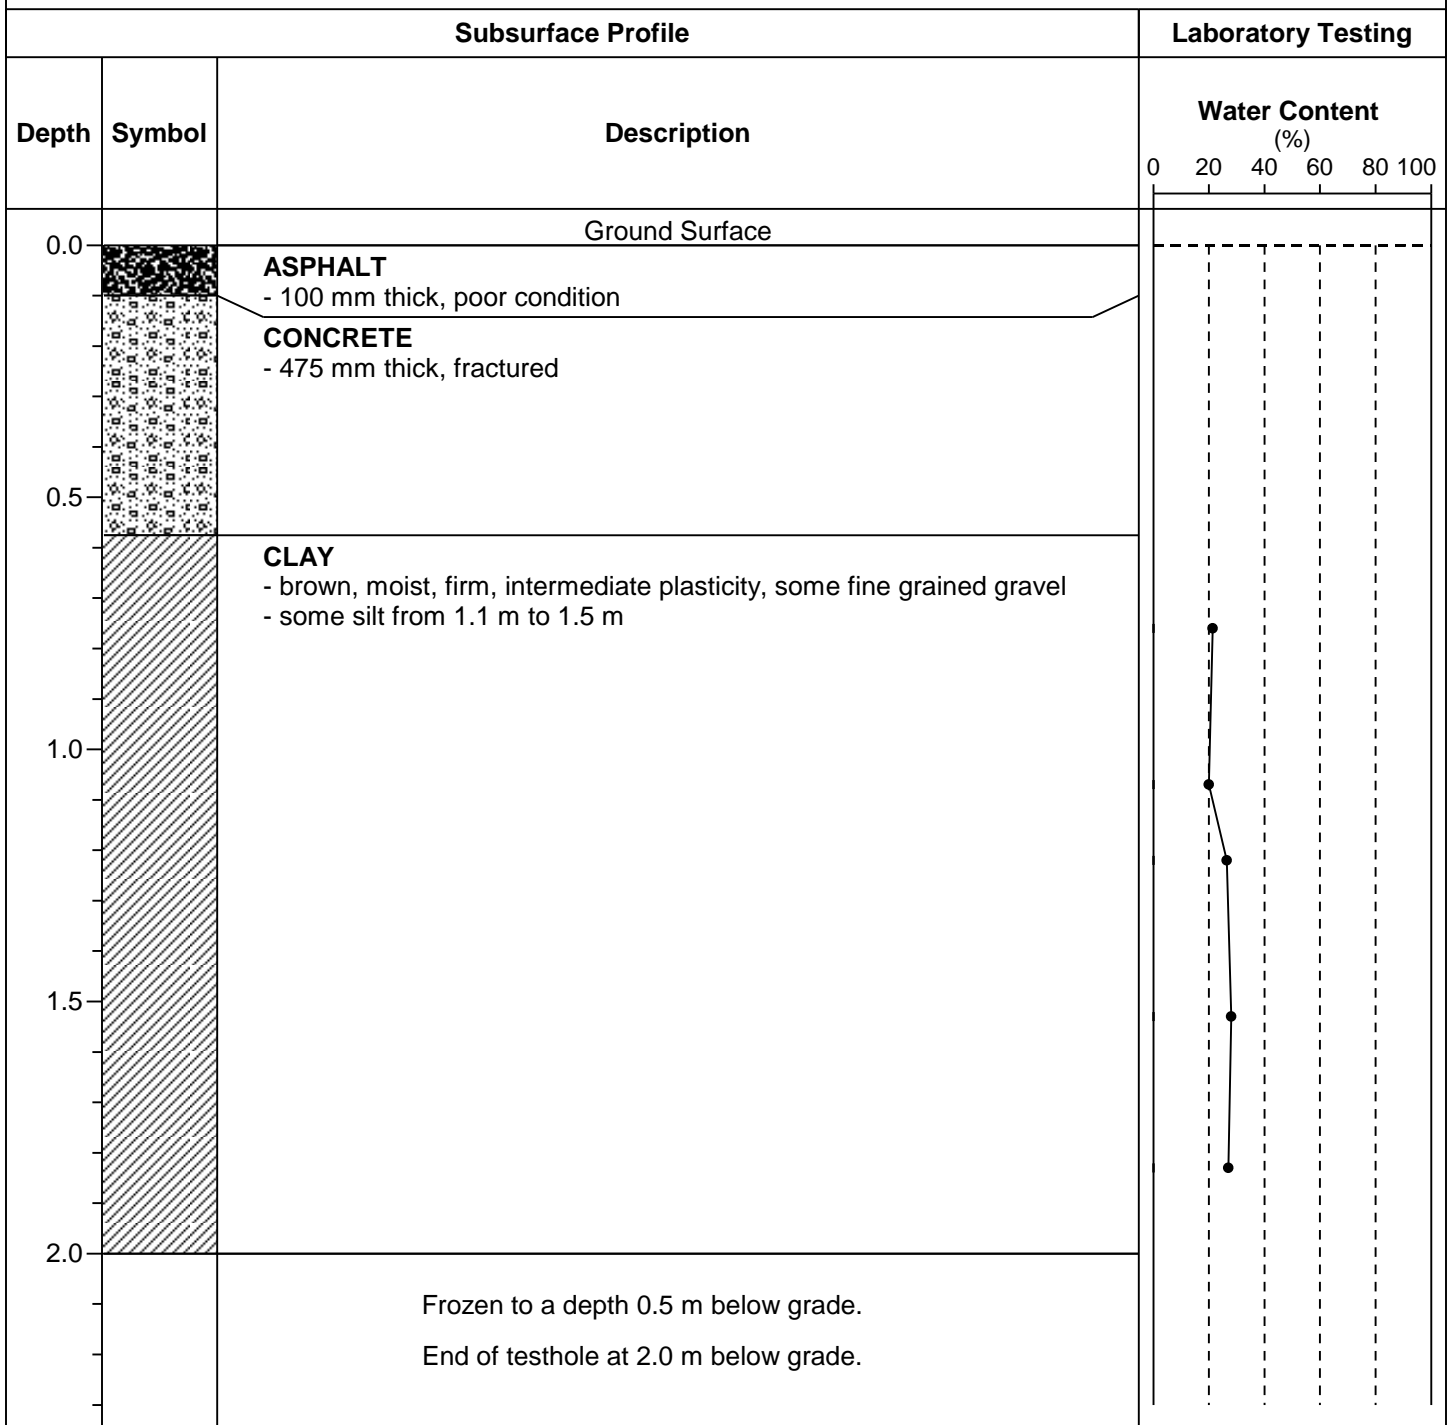 Subsurface Profile
Laboratory Testing
Depth
Symbol
Description
Water Content
(%)
0 20 40 60 80 100
Ground Surface
0.0
ASPHALT
- 100 mm thick, poor condition
CONCRETE
- 475 mm thick, fractured
0.5
CLAY
- brown, moist, firm, intermediate plasticity, some fine grained gravel
- some silt from 1.1 m to 1.5 m
1.0
1.5
2.0
Frozen to a depth 0.5 m below grade.
End of testhole at 2.0 m below grade.